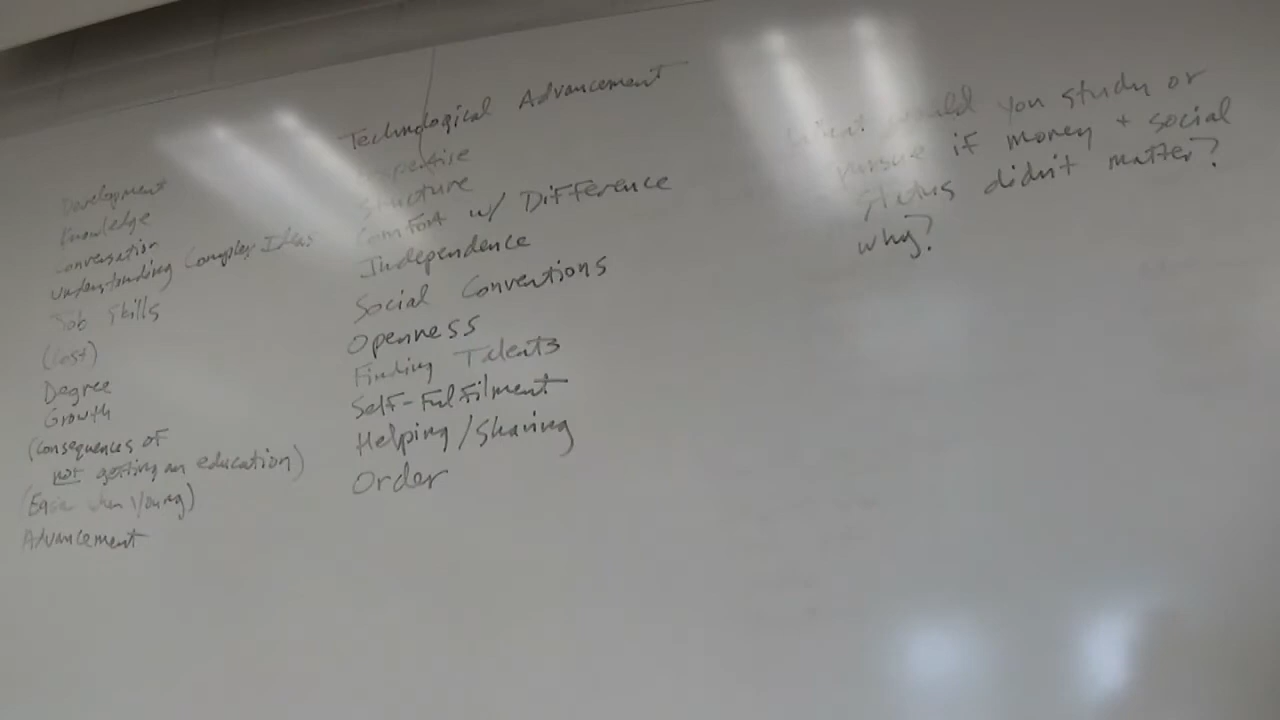 Development
Knowledge
Conversation
Understanding Complex Ideas
Job Skills
(Cost)
Degree
Growth
(Consequences of
not getting an education)
(Easier when young)
Advancement
Technological Advancement
Expertise
Structure
Comfort w/ Difference
Independence
Social Conventions
Openness
Finding Talents
Self-Fulfilment
Helping/Sharing
Order
What would you study or
pursue if money + social
status didn't matter?
why?